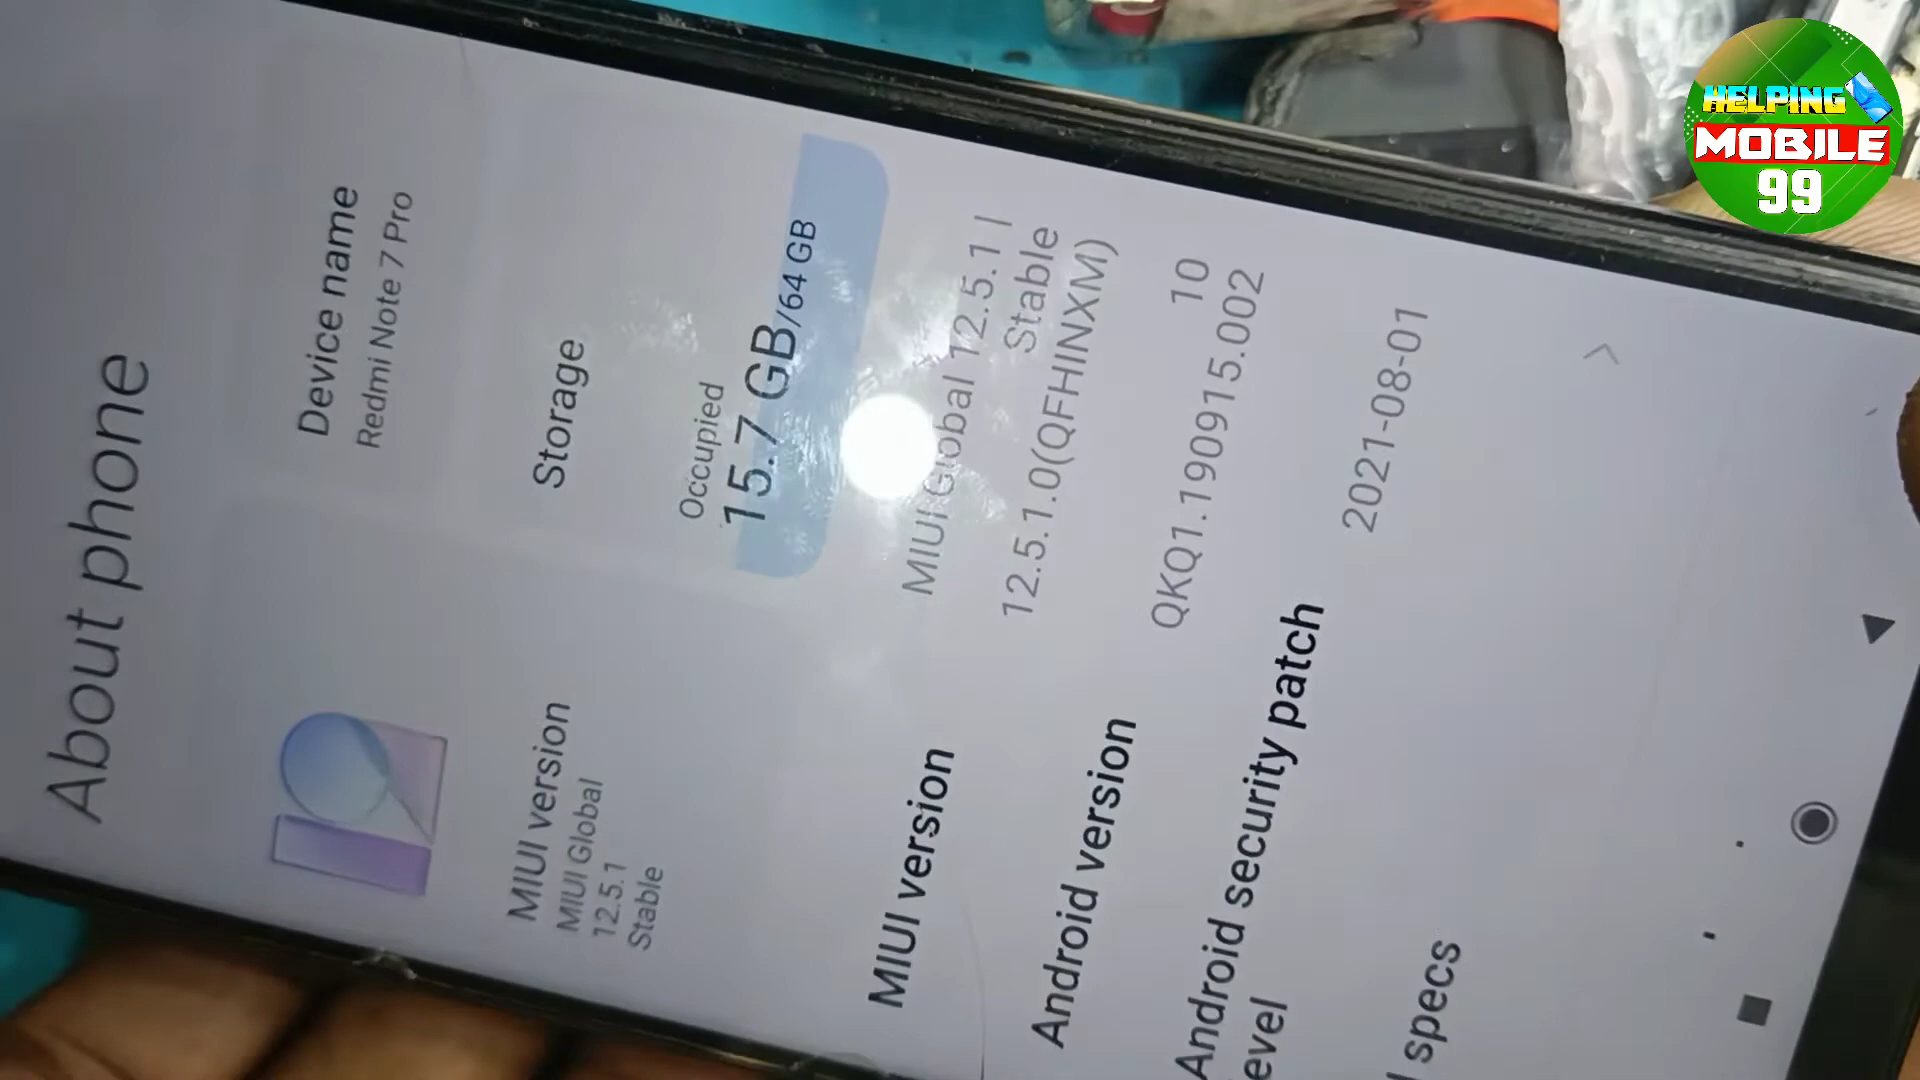 About phone
Device name
Redmi Note 7 Pro
MIUI version
MIUI Global
12.5.1
Stable
Storage
Occupied
15.7 GB/64 GB
MIUI version
MIUI Global 12.5.1 |
Stable
12.5.1.0(QFHINXM)
Android version
10
QKQ1.190915.002
Android security patch
evel
2021-08-01
specs
HELPING
MOBILE
99